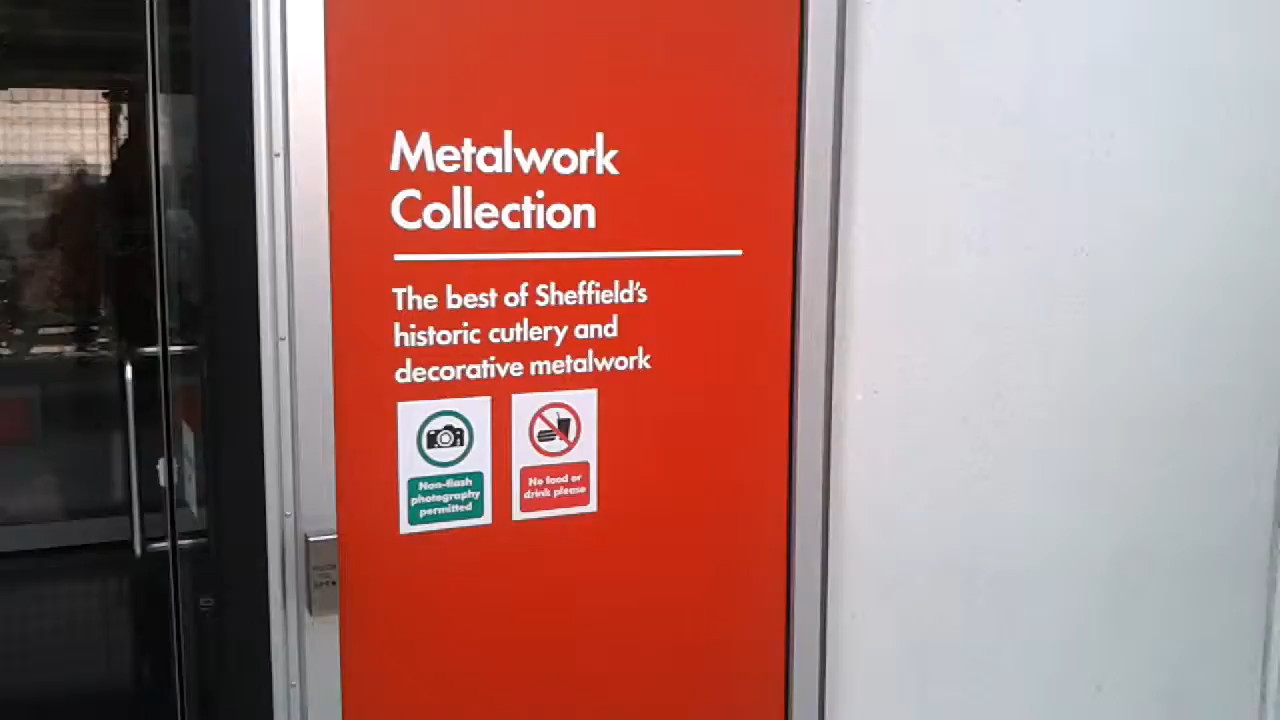 Metalwork
Collection
The best of Sheffield's
historic cutlery and
decorative metalwork
Non-flash
photography
permitted
No food or
drink please